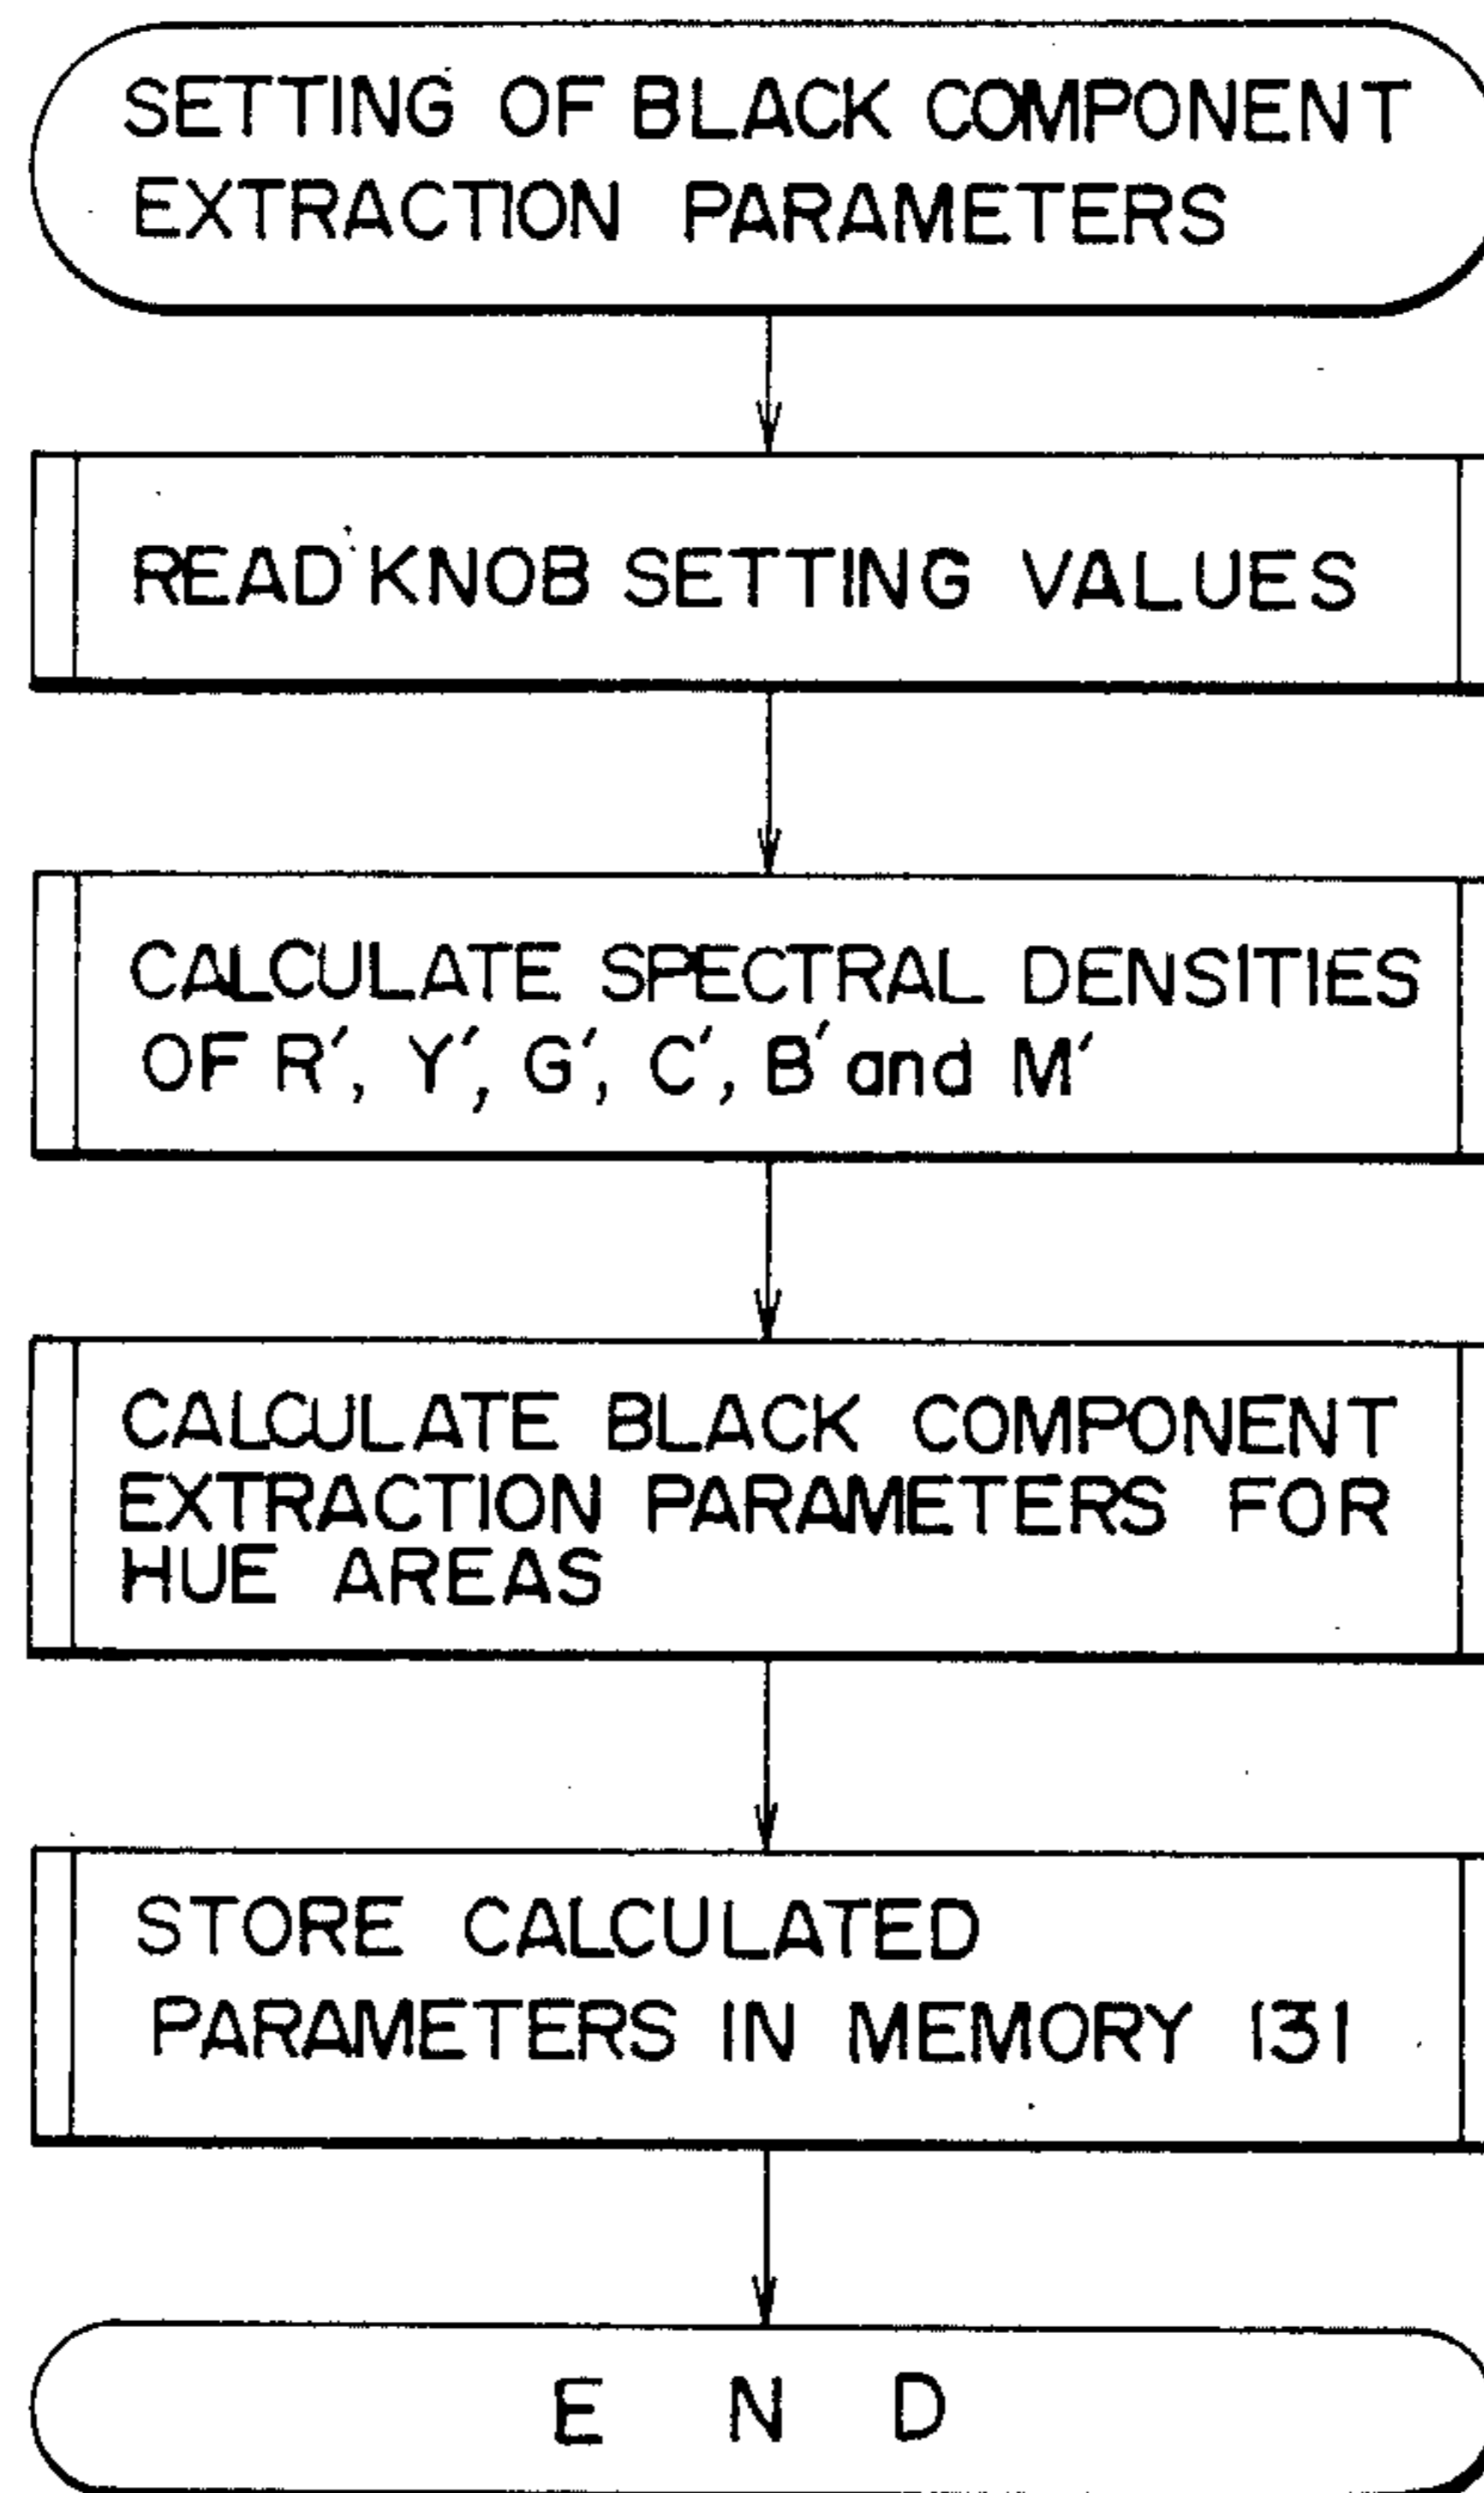 SETTING OF BLACK COMPONENT
EXTRACTION PARAMETERS
READ KNOB SETTING VALUES
CALCULATE SPECTRAL DENSITIES
OF R′, Y′, G′, C′, B′ and M′
CALCULATE BLACK COMPONENT
EXTRACTION PARAMETERS FOR
HUE AREAS
STORE CALCULATED
PARAMETERS IN MEMORY 131
E N D